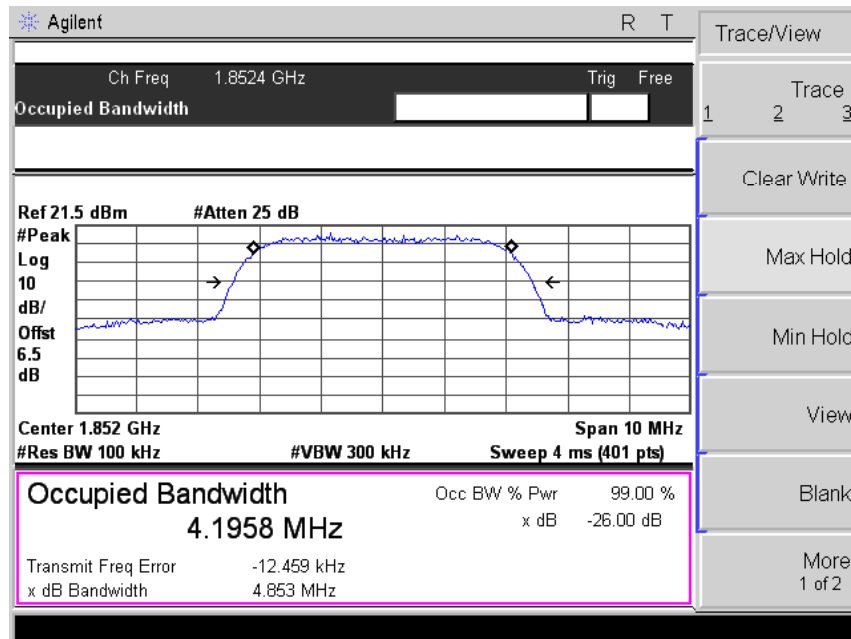 Agilent R T
Trace/View
Ch Freq 1.8524 GHz Trig Free
Occupied Bandwidth
Trace
1 2 3
Clear Write
Max Hold
Min Hold
View
Blank
More
1 of 2
Ref 21.5 dBm #Atten 25 dB
#Peak
Log
10
dB/
Offst
6.5
dB
Center 1.852 GHz Span 10 MHz
#Res BW 100 kHz #VBW 300 kHz Sweep 4 ms (401 pts)
Occupied Bandwidth Occ BW % Pwr 99.00 %
4.1958 MHz x dB -26.00 dB
Transmit Freq Error -12.459 kHz
x dB Bandwidth 4.853 MHz